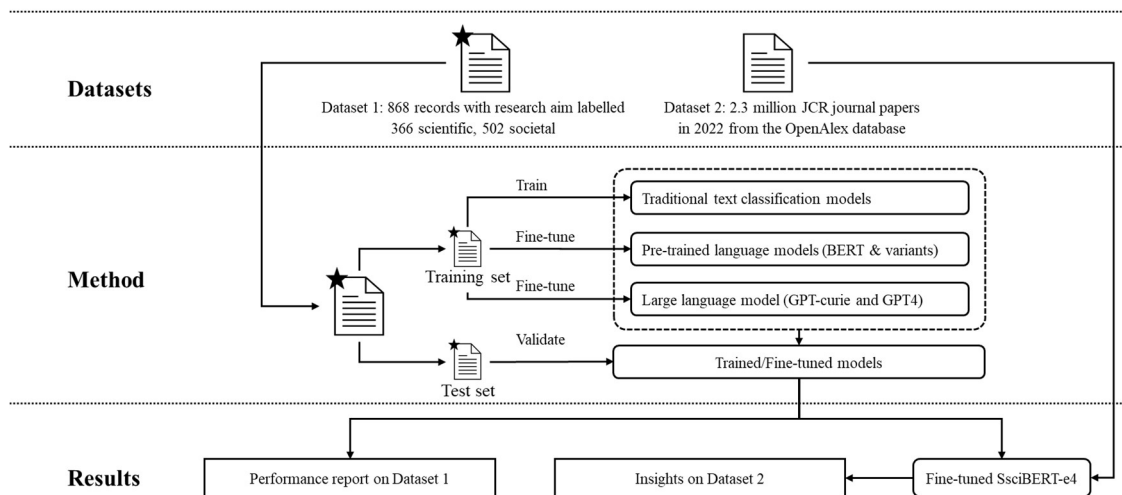 Datasets
Dataset 1: 868 records with research aim labelled
366 scientific, 502 societal
Dataset 2: 2.3 million JCR journal papers
in 2022 from the OpenAlex database
Method
Train
Fine-tune
Training set
Fine-tune
Validate
Test set
Traditional text classification models
Pre-trained language models (BERT & variants)
Large language model (GPT-curie and GPT4)
Trained/Fine-tuned models
Results
Performance report on Dataset 1
Insights on Dataset 2
Fine-tuned SsciBERT-e4